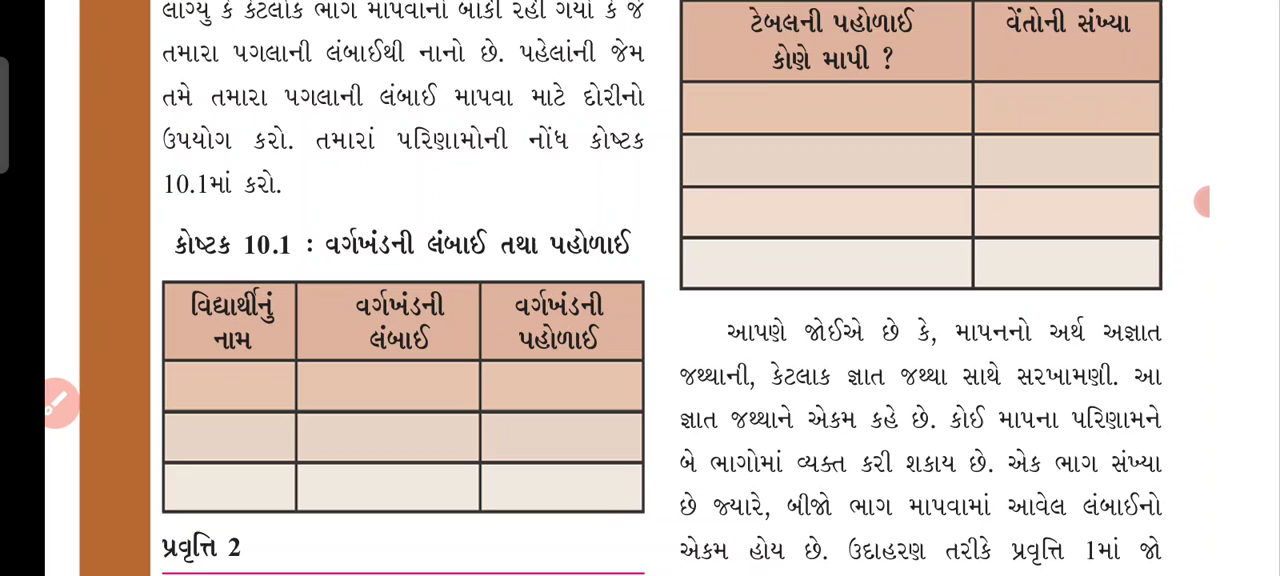 લાગ્યુ કે કેટલોક ભાગ માપવાનો બાકી રહી ગયો કે જે
તમારા પગલાની લંબાઈથી નાનો છે. પહેલાંની જેમ
તમે તમારા પગલાની લંબાઈ માપવા માટે દોરીનો
ઉપયોગ કરો. તમારાં પરિણામોની નોંધ કોષ્ટક
10.1માં કરો.
કોષ્ટક 10.1 : વર્ગખંડની લંબાઈ તથા પહોળાઈ
વિદ્યાર્થીનું વર્ગખંડની વર્ગખંડની
નામ લંબાઈ પહોળાઈ
પ્રવૃત્તિ 2
ટેબલની પહોળાઈ વેંતોની સંખ્યા
કોણે માપી ?
આપણે જોઈએ છે કે, માપનનો અર્થ અજ્ઞાત
જથ્થાની, કેટલાક જ્ઞાત જથ્થા સાથે સરખામણી. આ
જ્ઞાત જથ્થાને એકમ કહે છે. કોઈ માપના પરિણામને
બે ભાગોમાં વ્યક્ત કરી શકાય છે. એક ભાગ સંખ્યા
છે જ્યારે, બીજો ભાગ માપવામાં આવેલ લંબાઈનો
એકમ હોય છે. ઉદાહરણ તરીકે પ્રવૃત્તિ 1માં જો